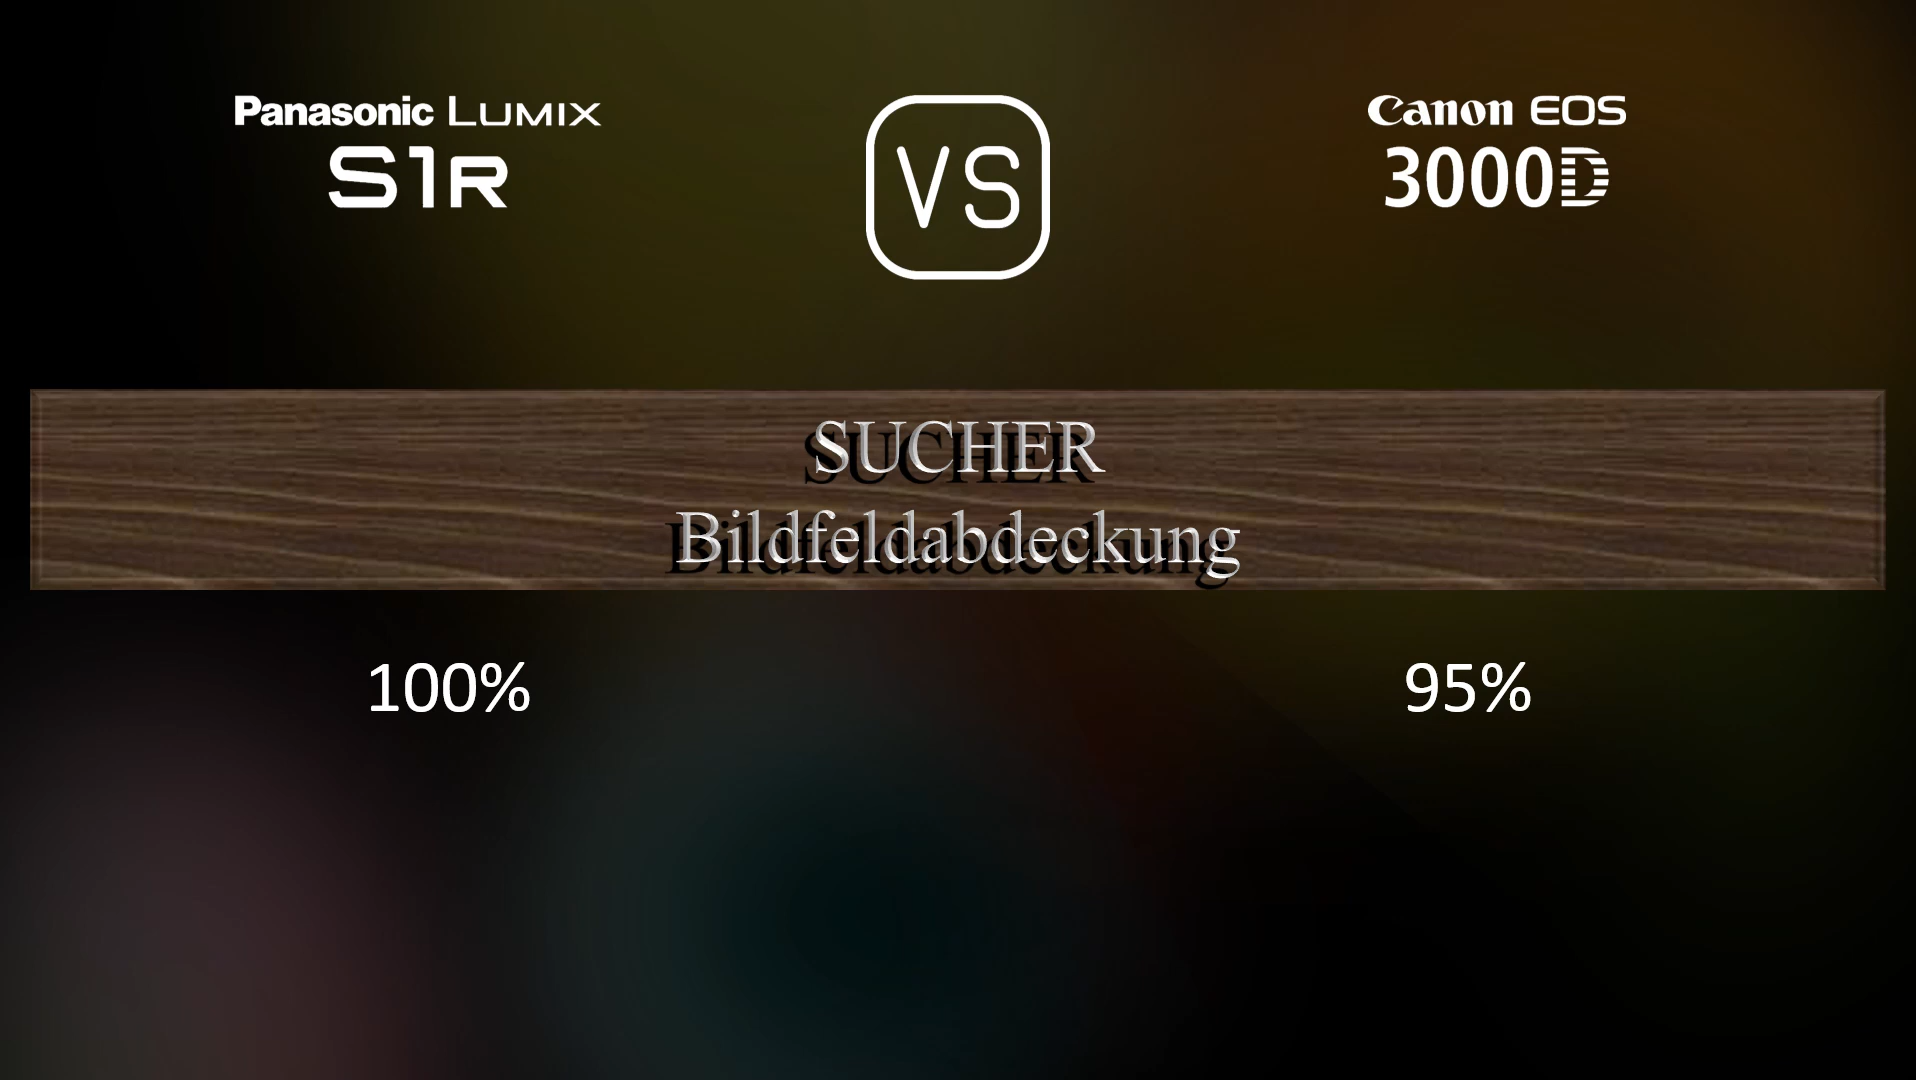 Panasonic LUMIX
S1R
VS
Canon EOS
3000D
SUCHER
Bildfeldabdeckung
100%
95%